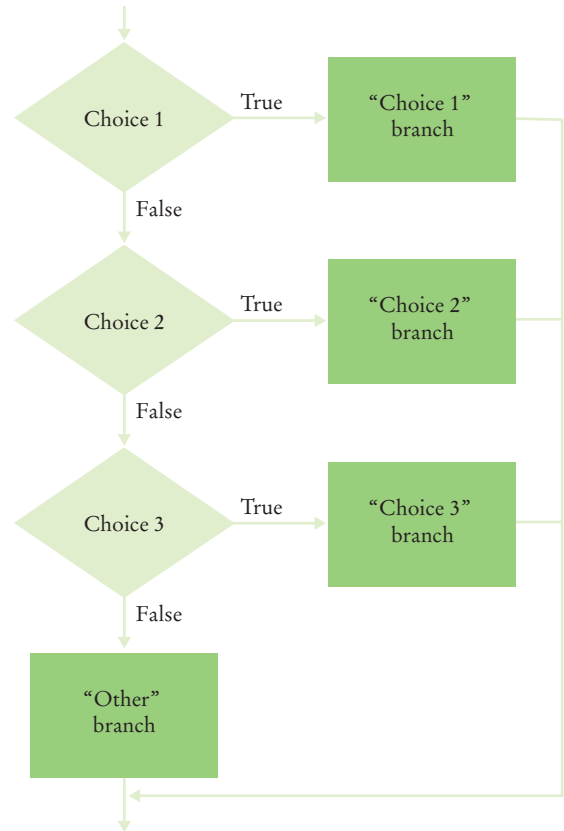 Choice 1
True
“Choice 1”
branch
False
Choice 2
True
“Choice 2”
branch
False
Choice 3
True
“Choice 3”
branch
False
“Other”
branch